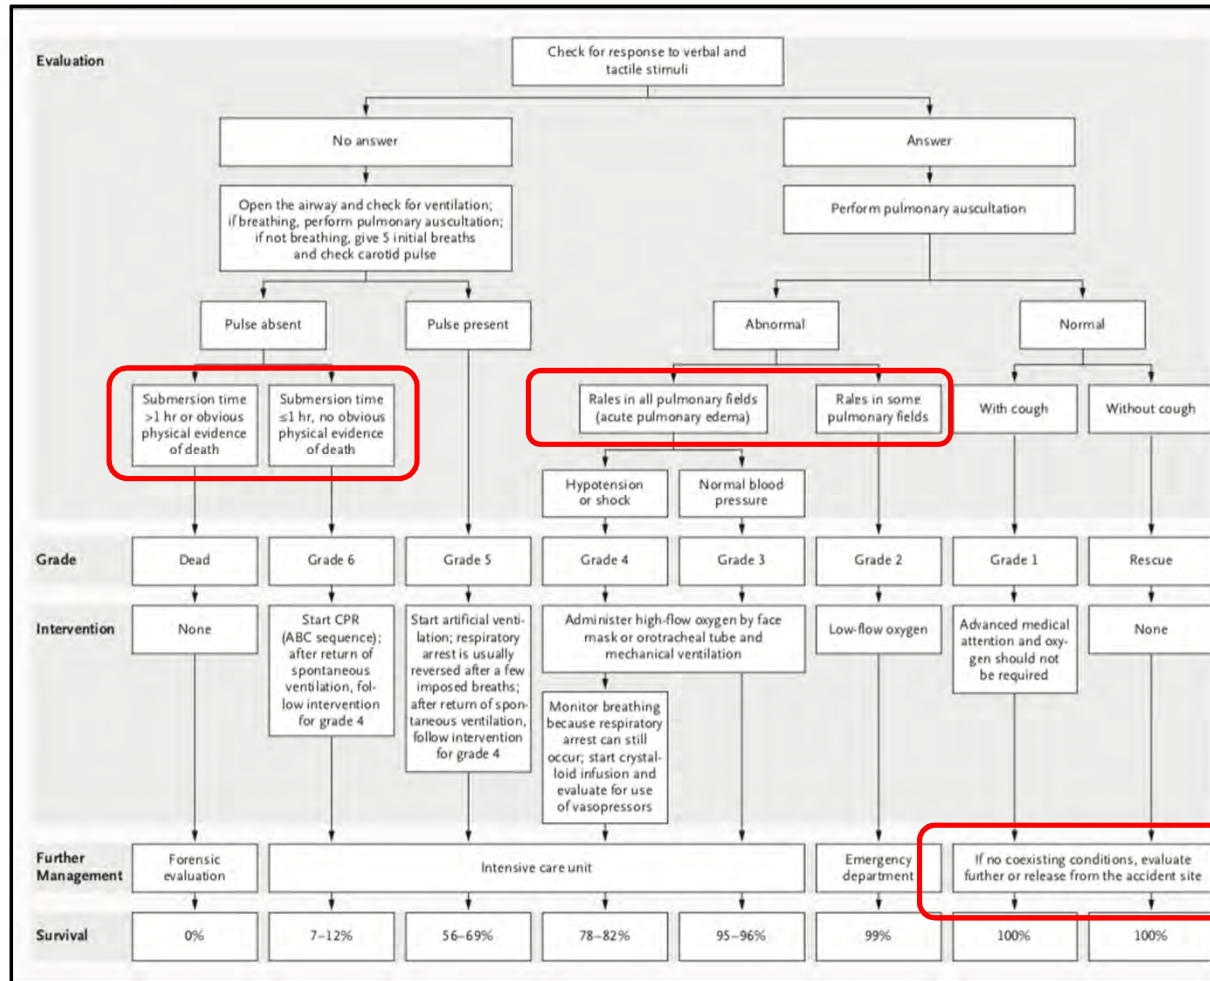 Evaluation
Check for response to verbal and
tactile stimuli
No answer
Answer
Open the airway and check for ventilation;
if breathing, perform pulmonary auscultation;
if not breathing, give 5 initial breaths
and check carotid pulse
Perform pulmonary auscultation
Pulse absent
Pulse present
Abnormal
Normal
Submersion time
>1 hr or obvious
physical evidence
of death
Submersion time
≤1 hr, no obvious
physical evidence
of death
Rales in all pulmonary fields
(acute pulmonary edema)
Rales in some
pulmonary fields
With cough
Without cough
Hypotension
or shock
Normal blood
pressure
Grade
Dead
Grade 6
Grade 5
Grade 4
Grade 3
Grade 2
Grade 1
Rescue
Intervention
None
Start CPR
(ABC sequence);
after return of
spontaneous
ventilation, fol-
low intervention
for grade 4
Start artificial venti-
lation; respiratory
arrest is usually
reversed after a few
imposed breaths;
after return of spon-
taneous ventilation,
follow intervention
for grade 4
Administer high-flow oxygen by face
mask or orotracheal tube and
mechanical ventilation
Low-flow oxygen
Advanced medical
attention and oxy-
gen should not
be required
None
Monitor breathing
because respiratory
arrest can still
occur; start crystal-
loid infusion and
evaluate for use
of vasopressors
Further
Management
Forensic
evaluation
Intensive care unit
Emergency
department
If no coexisting conditions, evaluate
further or release from the accident site
Survival
0%
7–12%
56–69%
78–82%
95–96%
99%
100%
100%